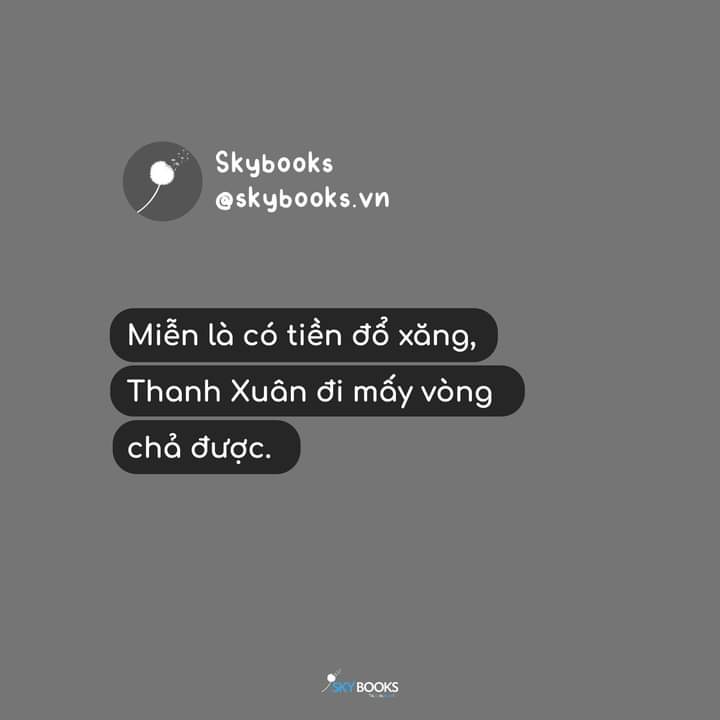 Skybooks
@skybooks.vn
Miễn là có tiền đổ xăng,
Thanh Xuân đi mấy vòng
chả được.
SKYBOOKS